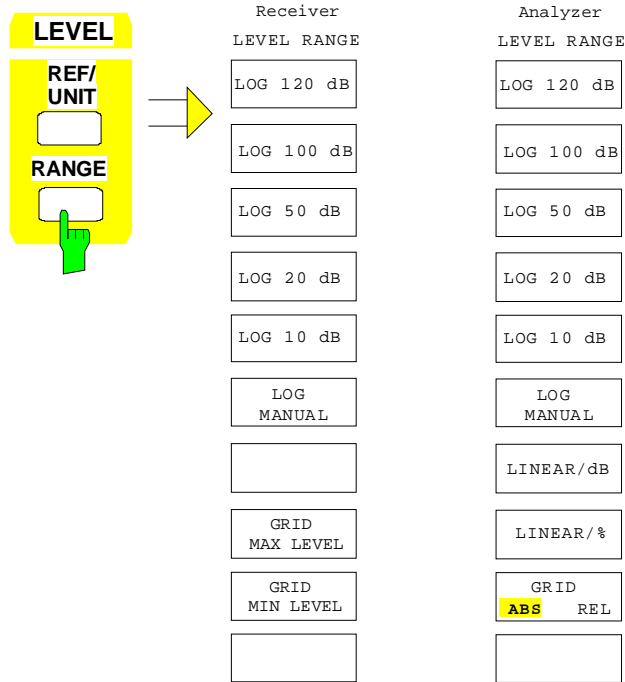 LEVEL
REF/
UNIT
RANGE
Receiver
LEVEL RANGE
LOG 120 dB
LOG 100 dB
LOG 50 dB
LOG 20 dB
LOG 10 dB
LOG
MANUAL
GRID
MAX LEVEL
GRID
MIN LEVEL
Analyzer
LEVEL RANGE
LOG 120 dB
LOG 100 dB
LOG 50 dB
LOG 20 dB
LOG 10 dB
LOG
MANUAL
LINEAR/dB
LINEAR/%
GRID
ABS REL